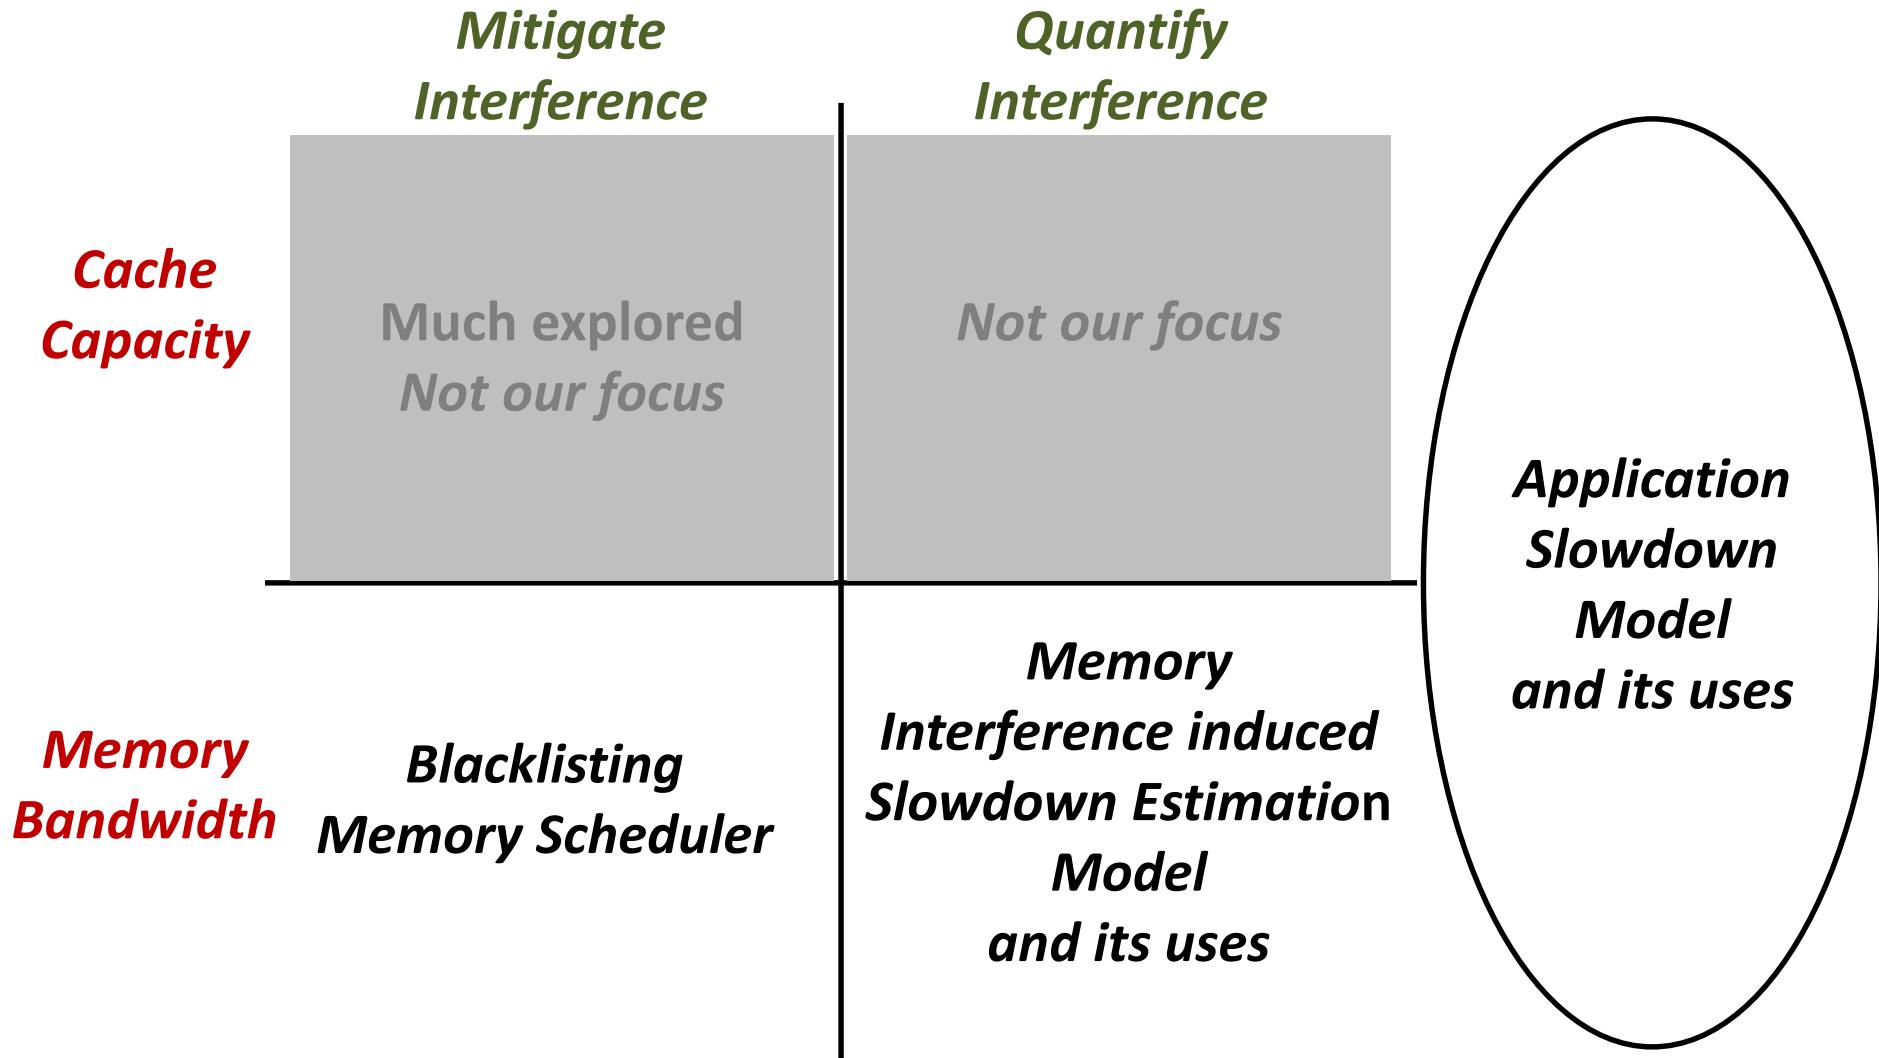 Mitigate
Interference
Quantify
Interference
Cache
Capacity
Much explored
Not our focus
Not our focus
Application
Slowdown
Model
and its uses
Memory
Bandwidth
Blacklisting
Memory Scheduler
Memory
Interference induced
Slowdown Estimation
Model
and its uses